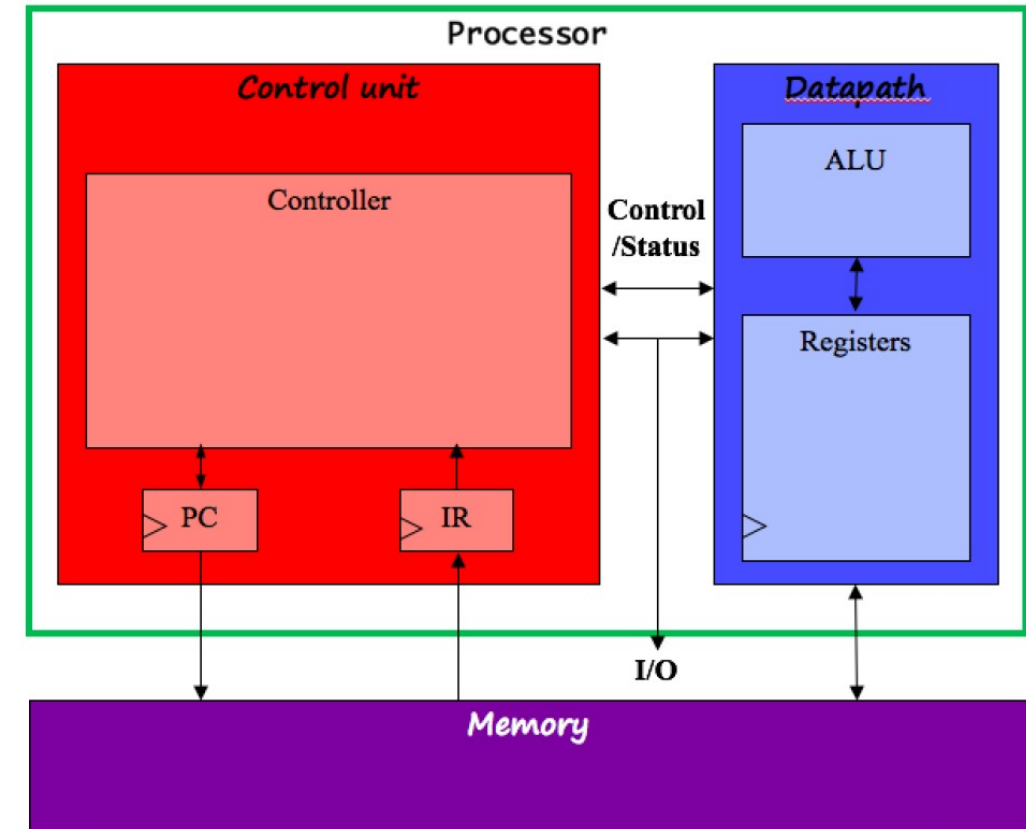 Processor
Control unit
Datapath
ALU
Controller
Control
/Status
Registers
PC
IR
I/O
Memory